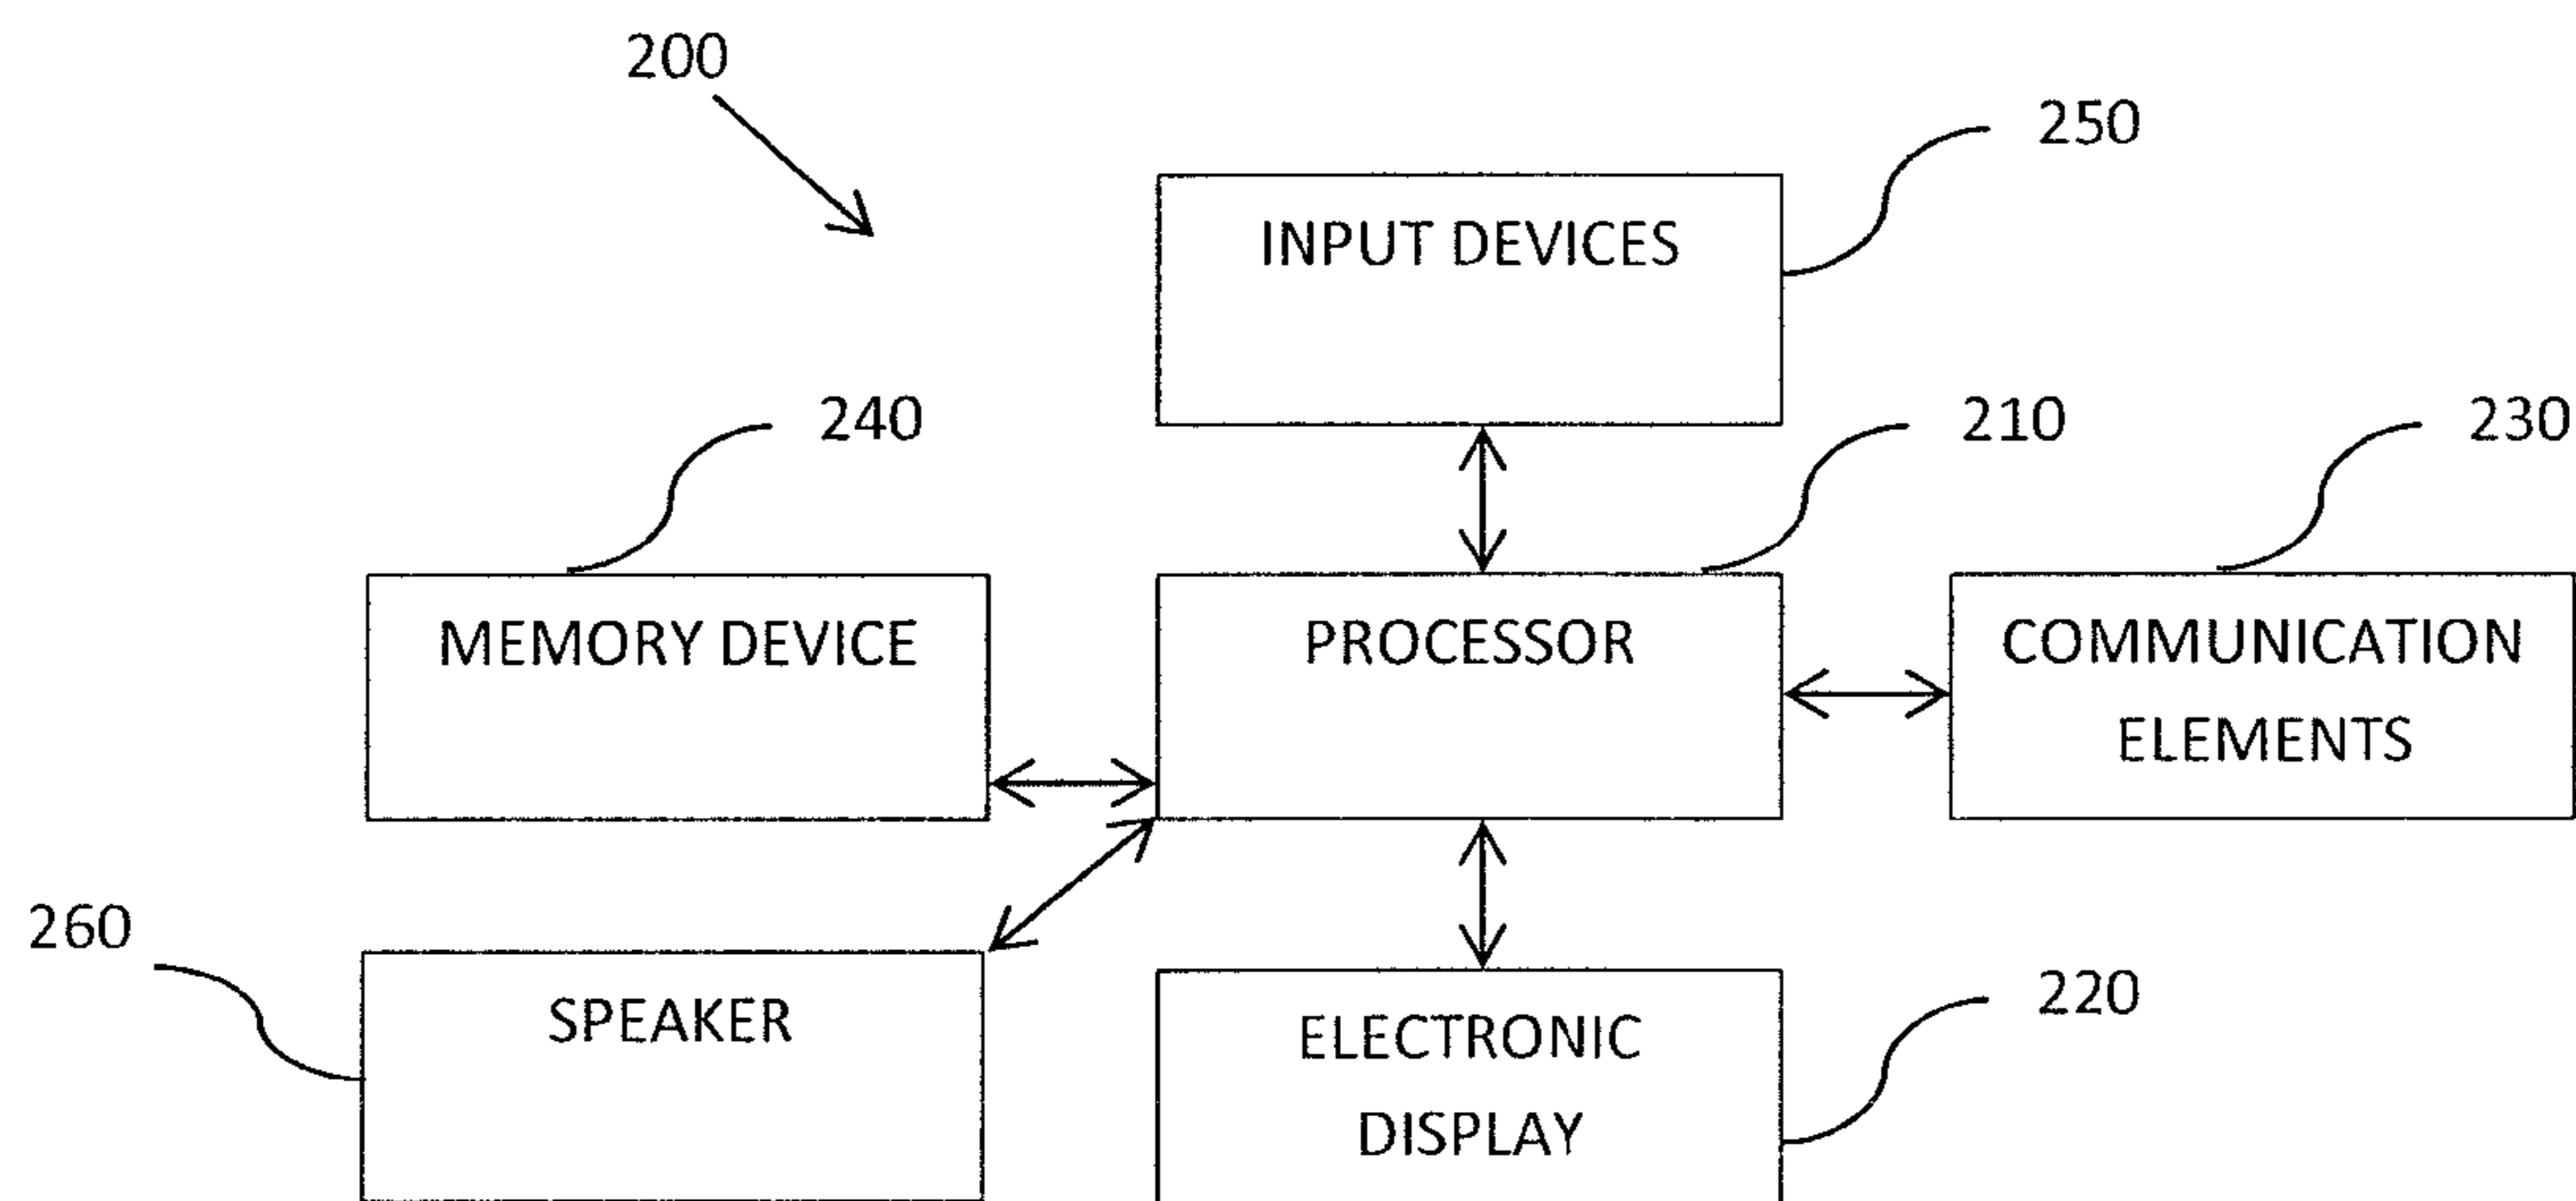 200
250
INPUT DEVICES
240
210
230
MEMORY DEVICE
PROCESSOR
COMMUNICATION
ELEMENTS
260
SPEAKER
220
ELECTRONIC
DISPLAY